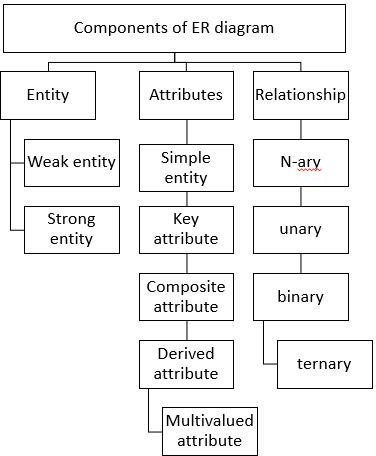 Components of ER diagram
Entity
Attributes
Relationship
Weak entity
Simple
entity
N-ary
Strong
entity
Key
attribute
unary
Composite
attribute
binary
Derived
attribute
ternary
Multivalued
attribute